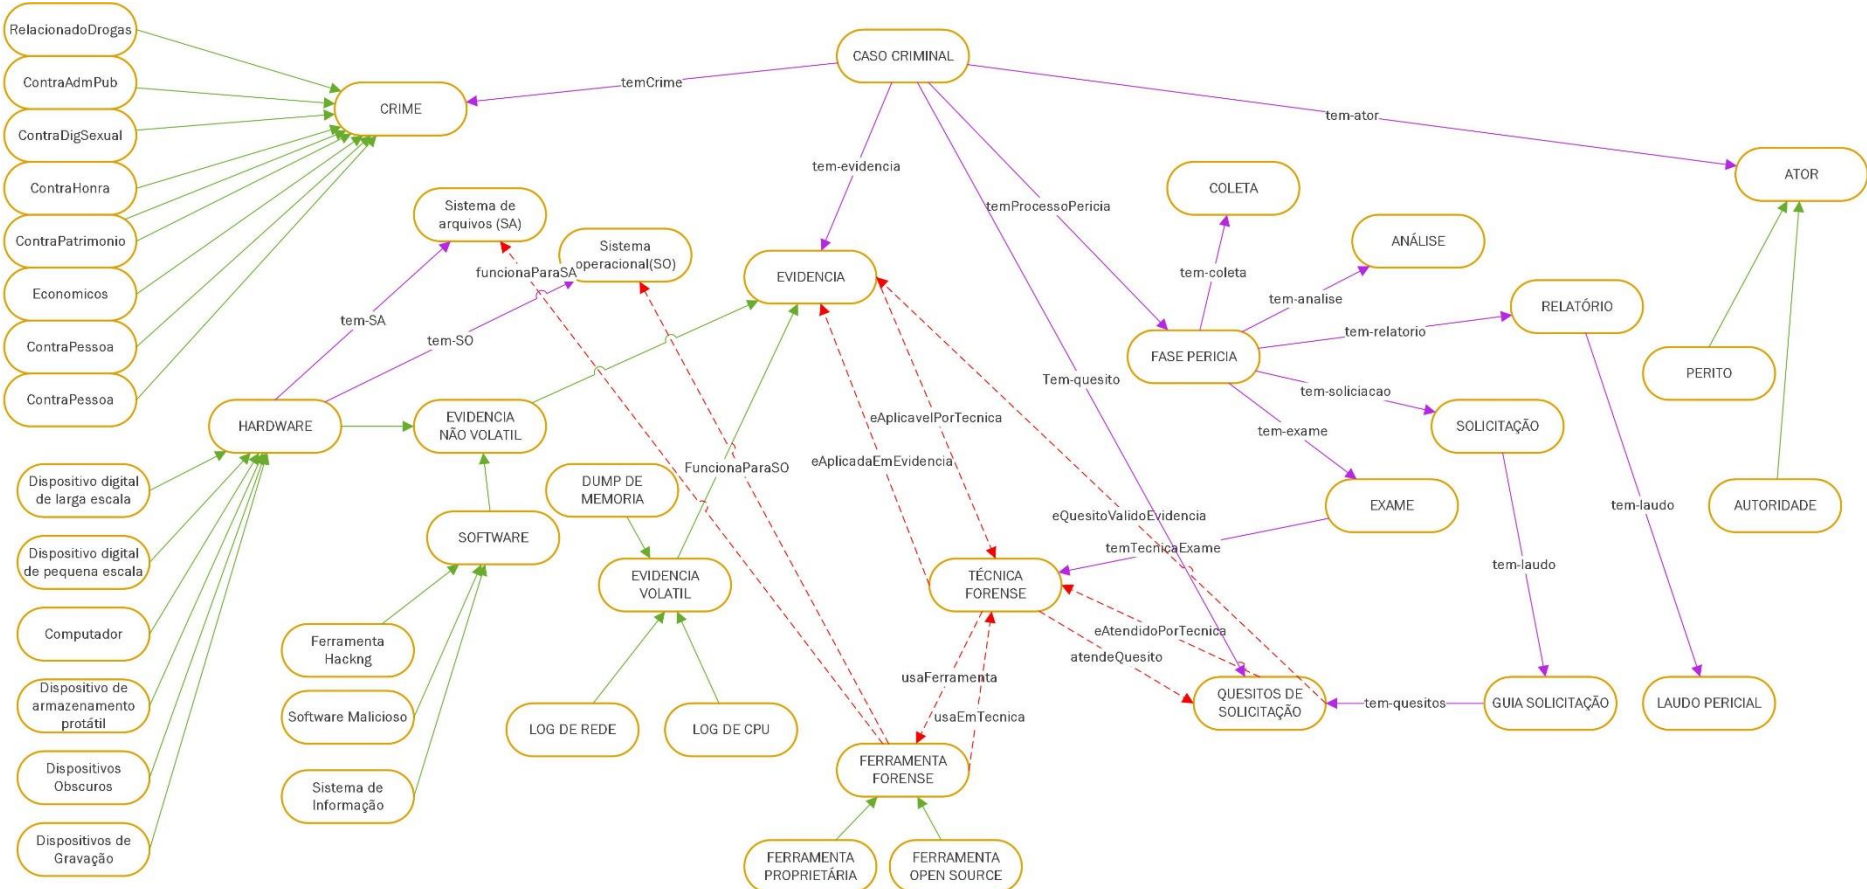 RelacionadoDrogas
CASO CRIMINAL
ContraAdmPub
temCrime
CRIME
tem-ator
ContraDigSexual
tem-evidencia
COLETA
ATOR
ContraHonra
Sistema de
arquivos (SA)
temProcessoPericia
ContraPatrimonio
Sistema
operacional(SO)
ANÁLISE
funcionaParaSA
EVIDENCIA
tem-coleta
Economicos
tem-analise
RELATÓRIO
tem-SA
tem-relatorio
tem-SO
ContraPessoa
FASE PERICIA
PERITO
Tem-quesito
ContraPessoa
tem-soliciacao
HARDWARE
EVIDENCIA
NÃO VOLATIL
eAplicavelPorTecnica
tem-exame
SOLICITAÇÃO
eAplicadaEmEvidencia
FuncionaParaSO
Dispositivo digital
de larga escala
DUMP DE
MEMORIA
EXAME
tem-laudo
AUTORIDADE
eQuesitoValidoEvidencia
SOFTWARE
temTecnicaExame
Dispositivo digital
de pequena escala
EVIDENCIA
VOLATIL
TÉCNICA
FORENSE
tem-laudo
Computador
Ferramenta
Hackng
eAtendidoPorTecnica
atendeQuesito
usaFerramenta
Dispositivo de
armazenamento
protátil
Software Malicioso
LOG DE REDE
LOG DE CPU
usaEmTecnica
QUESITOS DE
SOLICITAÇÃO
tem-quesitos
GUIA SOLICITAÇÃO
LAUDO PERICIAL
Dispositivos
Obscuros
Sistema de
Informação
FERRAMENTA
FORENSE
Dispositivos de
Gravação
FERRAMENTA
PROPRIETÁRIA
FERRAMENTA
OPEN SOURCE